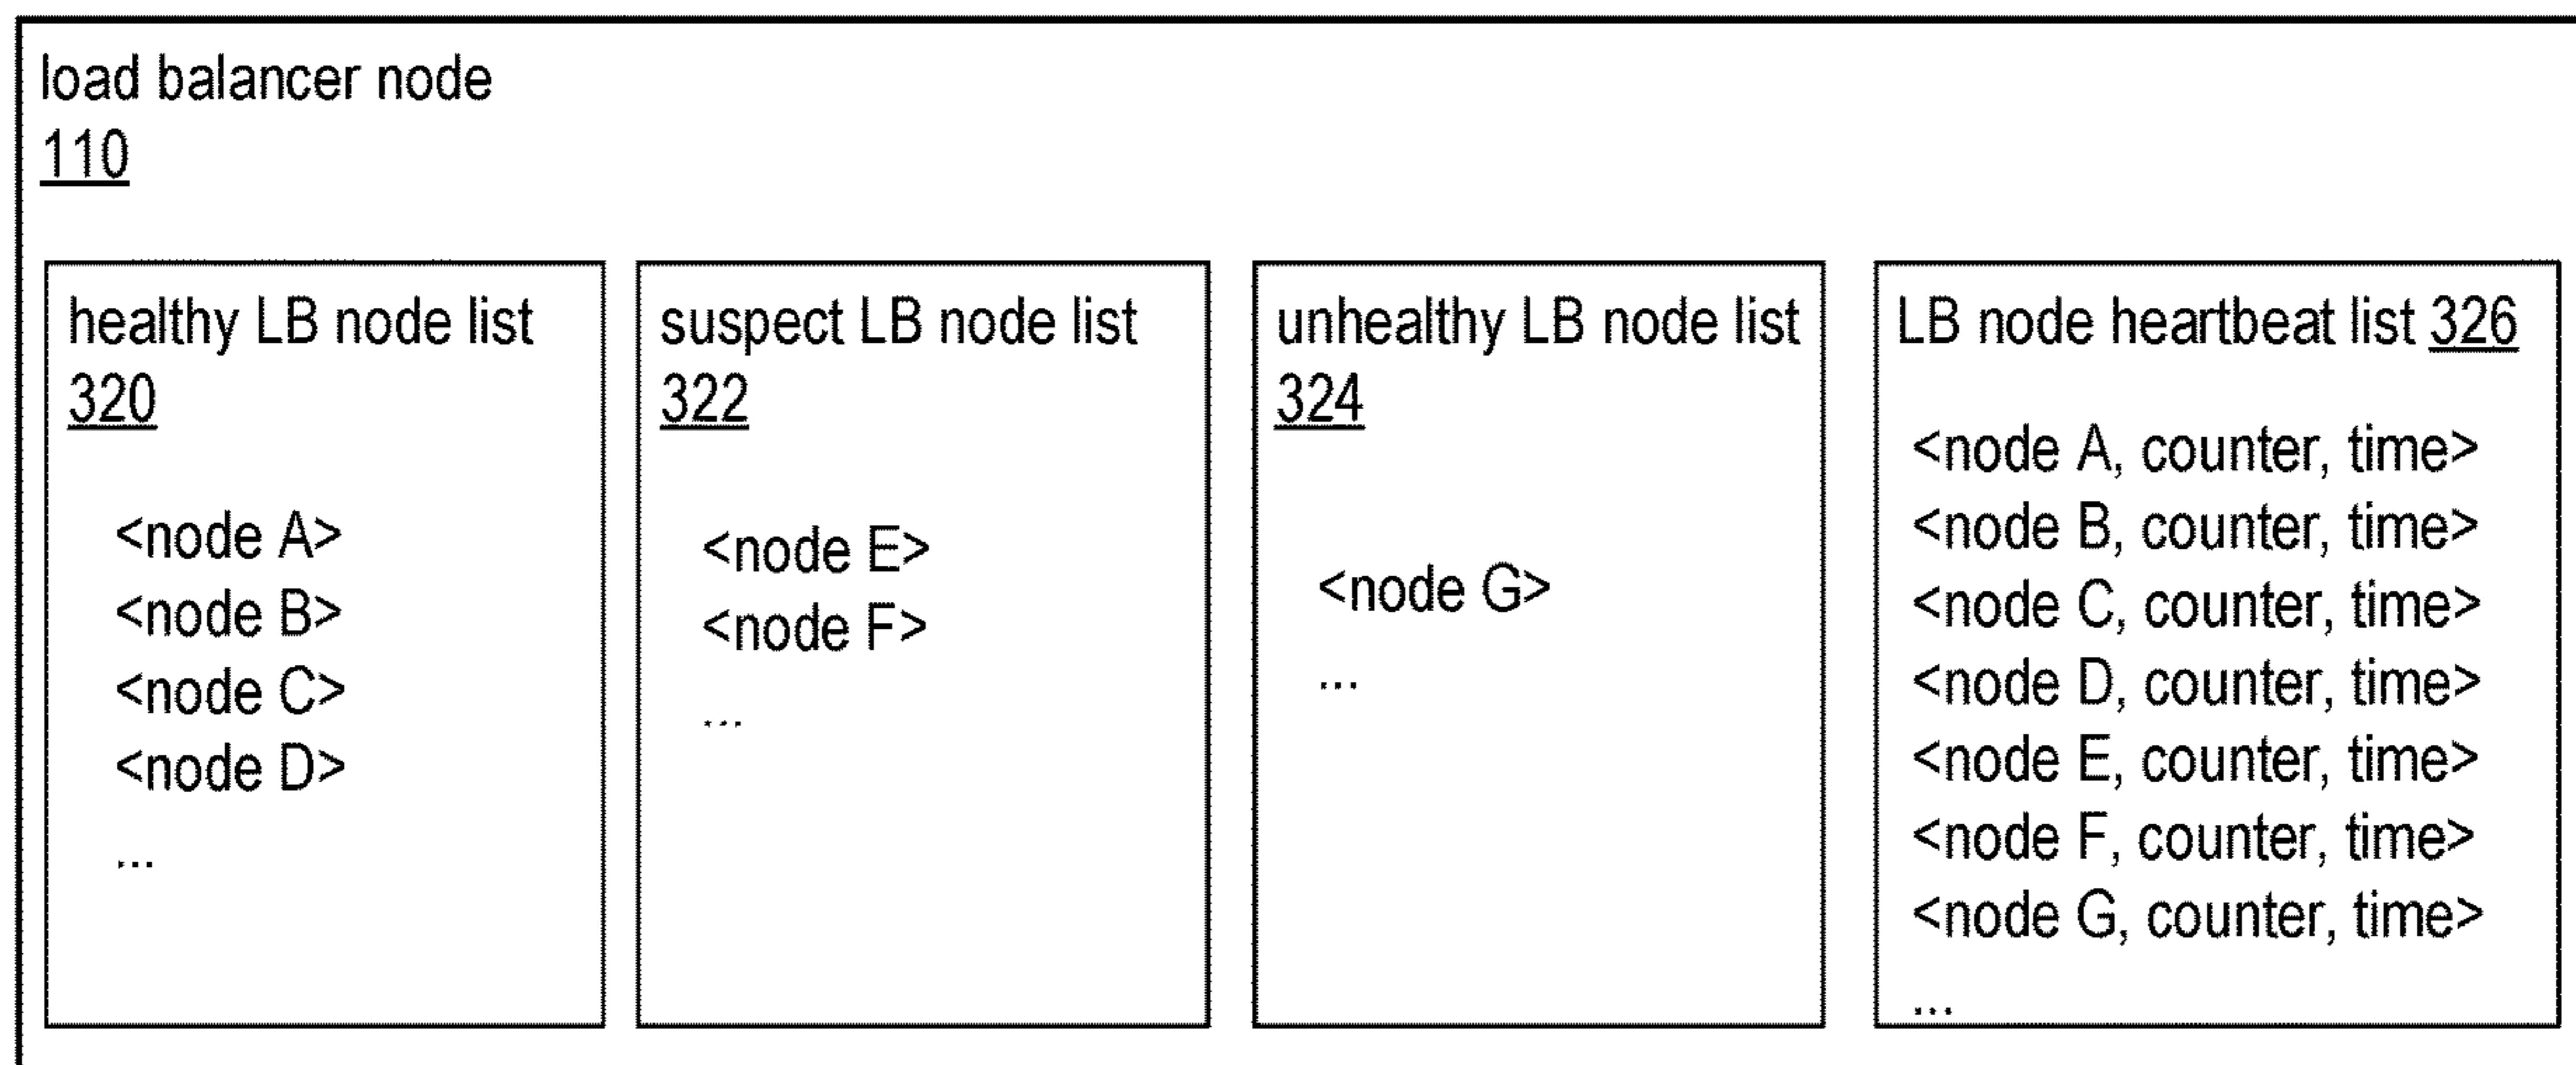 load balancer node
110
healthy LB node list
320
<node A>
<node B>
<node C>
<node D>
...
suspect LB node list
322
<node E>
<node F>
...
unhealthy LB node list
324
<node G>
...
LB node heartbeat list 326
<node A, counter, time>
<node B, counter, time>
<node C, counter, time>
<node D, counter, time>
<node E, counter, time>
<node F, counter, time>
<node G, counter, time>
...